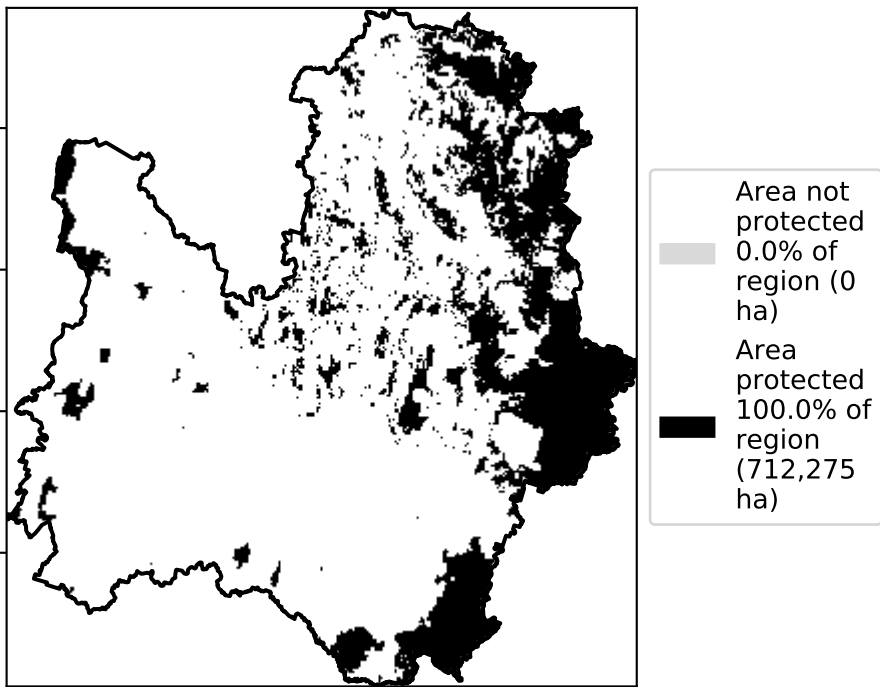 Area not
protected
0.0% of
region (0
ha)
Area
protected
100.0% of
region
(712,275
ha)